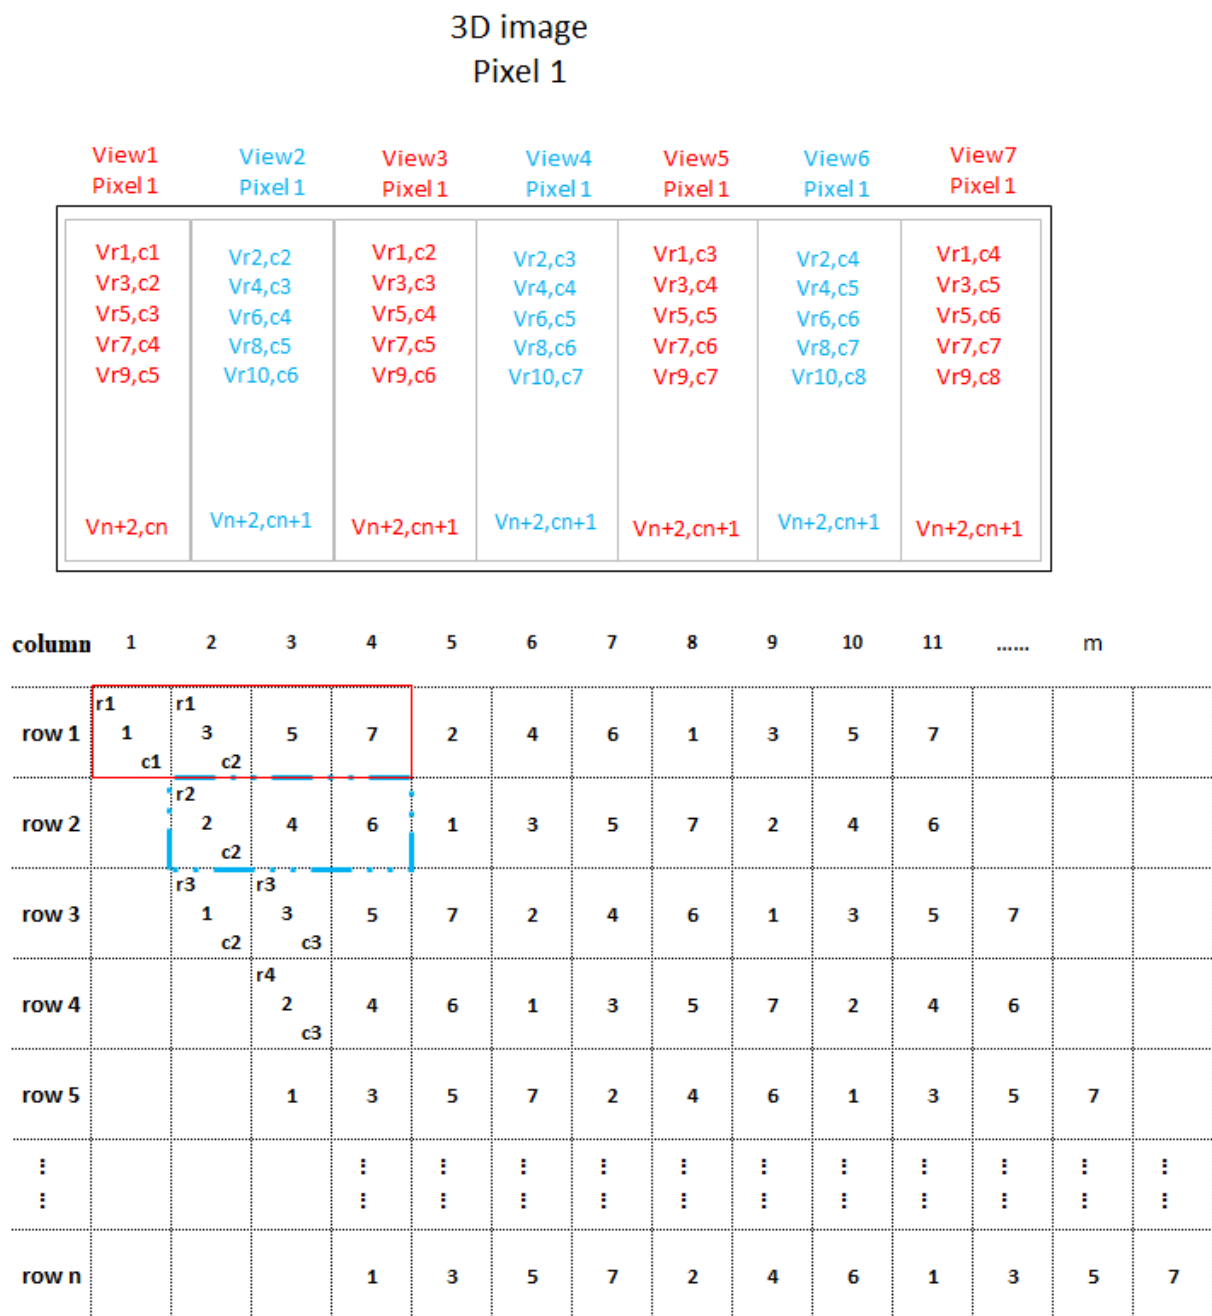 3D image
Pixel 1
View1 View2 View3 View4 View5 View6 View7
Pixel 1 Pixel 1 Pixel 1 Pixel 1 Pixel 1 Pixel 1 Pixel 1
Vr1,c1 Vr2,c2 Vr1,c2 Vr2,c3 Vr1,c3 Vr2,c4 Vr1,c4
Vr3,c2 Vr4,c3 Vr3,c3 Vr4,c4 Vr3,c4 Vr4,c5 Vr3,c5
Vr5,c3 Vr6,c4 Vr5,c4 Vr6,c5 Vr5,c5 Vr6,c6 Vr5,c6
Vr7,c4 Vr8,c5 Vr7,c5 Vr8,c6 Vr7,c6 Vr8,c7 Vr7,c7
Vr9,c5 Vr10,c6 Vr9,c6 Vr10,c7 Vr9,c7 Vr10,c8 Vr9,c8
Vn+2,cn Vn+2,cn+1 Vn+2,cn+1 Vn+2,cn+1 Vn+2,cn+1 Vn+2,cn+1 Vn+2,cn+1
column 1 2 3 4 5 6 7 8 9 10 11 ...... m
r1 r1
row 1 1 3 5 7 2 4 6 1 3 5 7
c1 c2
r2
row 2 2 4 6 1 3 5 7 2 4 6
c2
r3 r3
row 3 1 3 5 7 2 4 6 1 3 5 7
c2 c3
r4
row 4 2 4 6 1 3 5 7 2 4 6
c3
row 5 1 3 5 7 2 4 6 1 3 5 7
⋮ ⋮ ⋮ ⋮ ⋮ ⋮ ⋮ ⋮ ⋮ ⋮ ⋮ ⋮
⋮ ⋮ ⋮ ⋮ ⋮ ⋮ ⋮ ⋮ ⋮ ⋮ ⋮ ⋮
row n 1 3 5 7 2 4 6 1 3 5 7